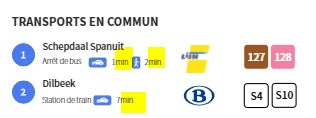 TRANSPORTS EN COMMUN
1 Schepdaal Spanuit
Arrêt de bus 1min 2min 127 128
2 Dilbeek
Station de train 7min B S4 S10